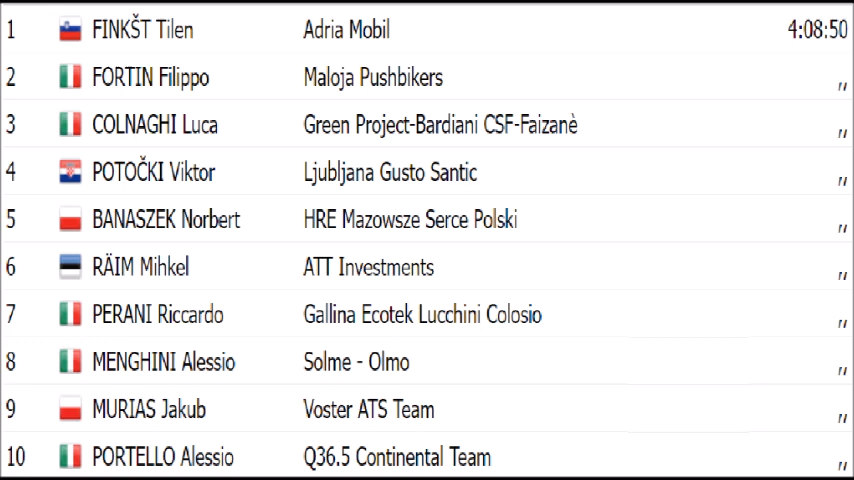 1 FINKŠT Tilen Adria Mobil 4:08:50
2 FORTIN Filippo Maloja Pushbikers ,,
3 COLNAGHI Luca Green Project-Bardiani CSF-Faizanè ,,
4 POTOČKI Viktor Ljubljana Gusto Santic ,,
5 BANASZEK Norbert HRE Mazowsze Serce Polski ,,
6 RÄIM Mihkel ATT Investments ,,
7 PERANI Riccardo Gallina Ecotek Lucchini Colosio ,,
8 MENGHINI Alessio Solme - Olmo ,,
9 MURIAS Jakub Voster ATS Team ,,
10 PORTELLO Alessio Q36.5 Continental Team ,,